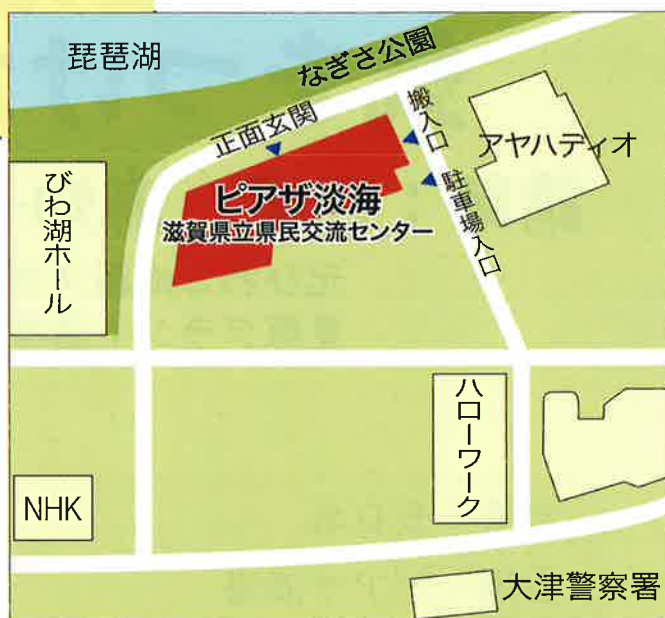 琵琶湖
なぎさ公園
正面玄関
搬入口
アヤハディオ
駐車場入口
ピアザ淡海
滋賀県立県民交流センター
びわ湖ホール
ハローワーク
NHK
大津警察署